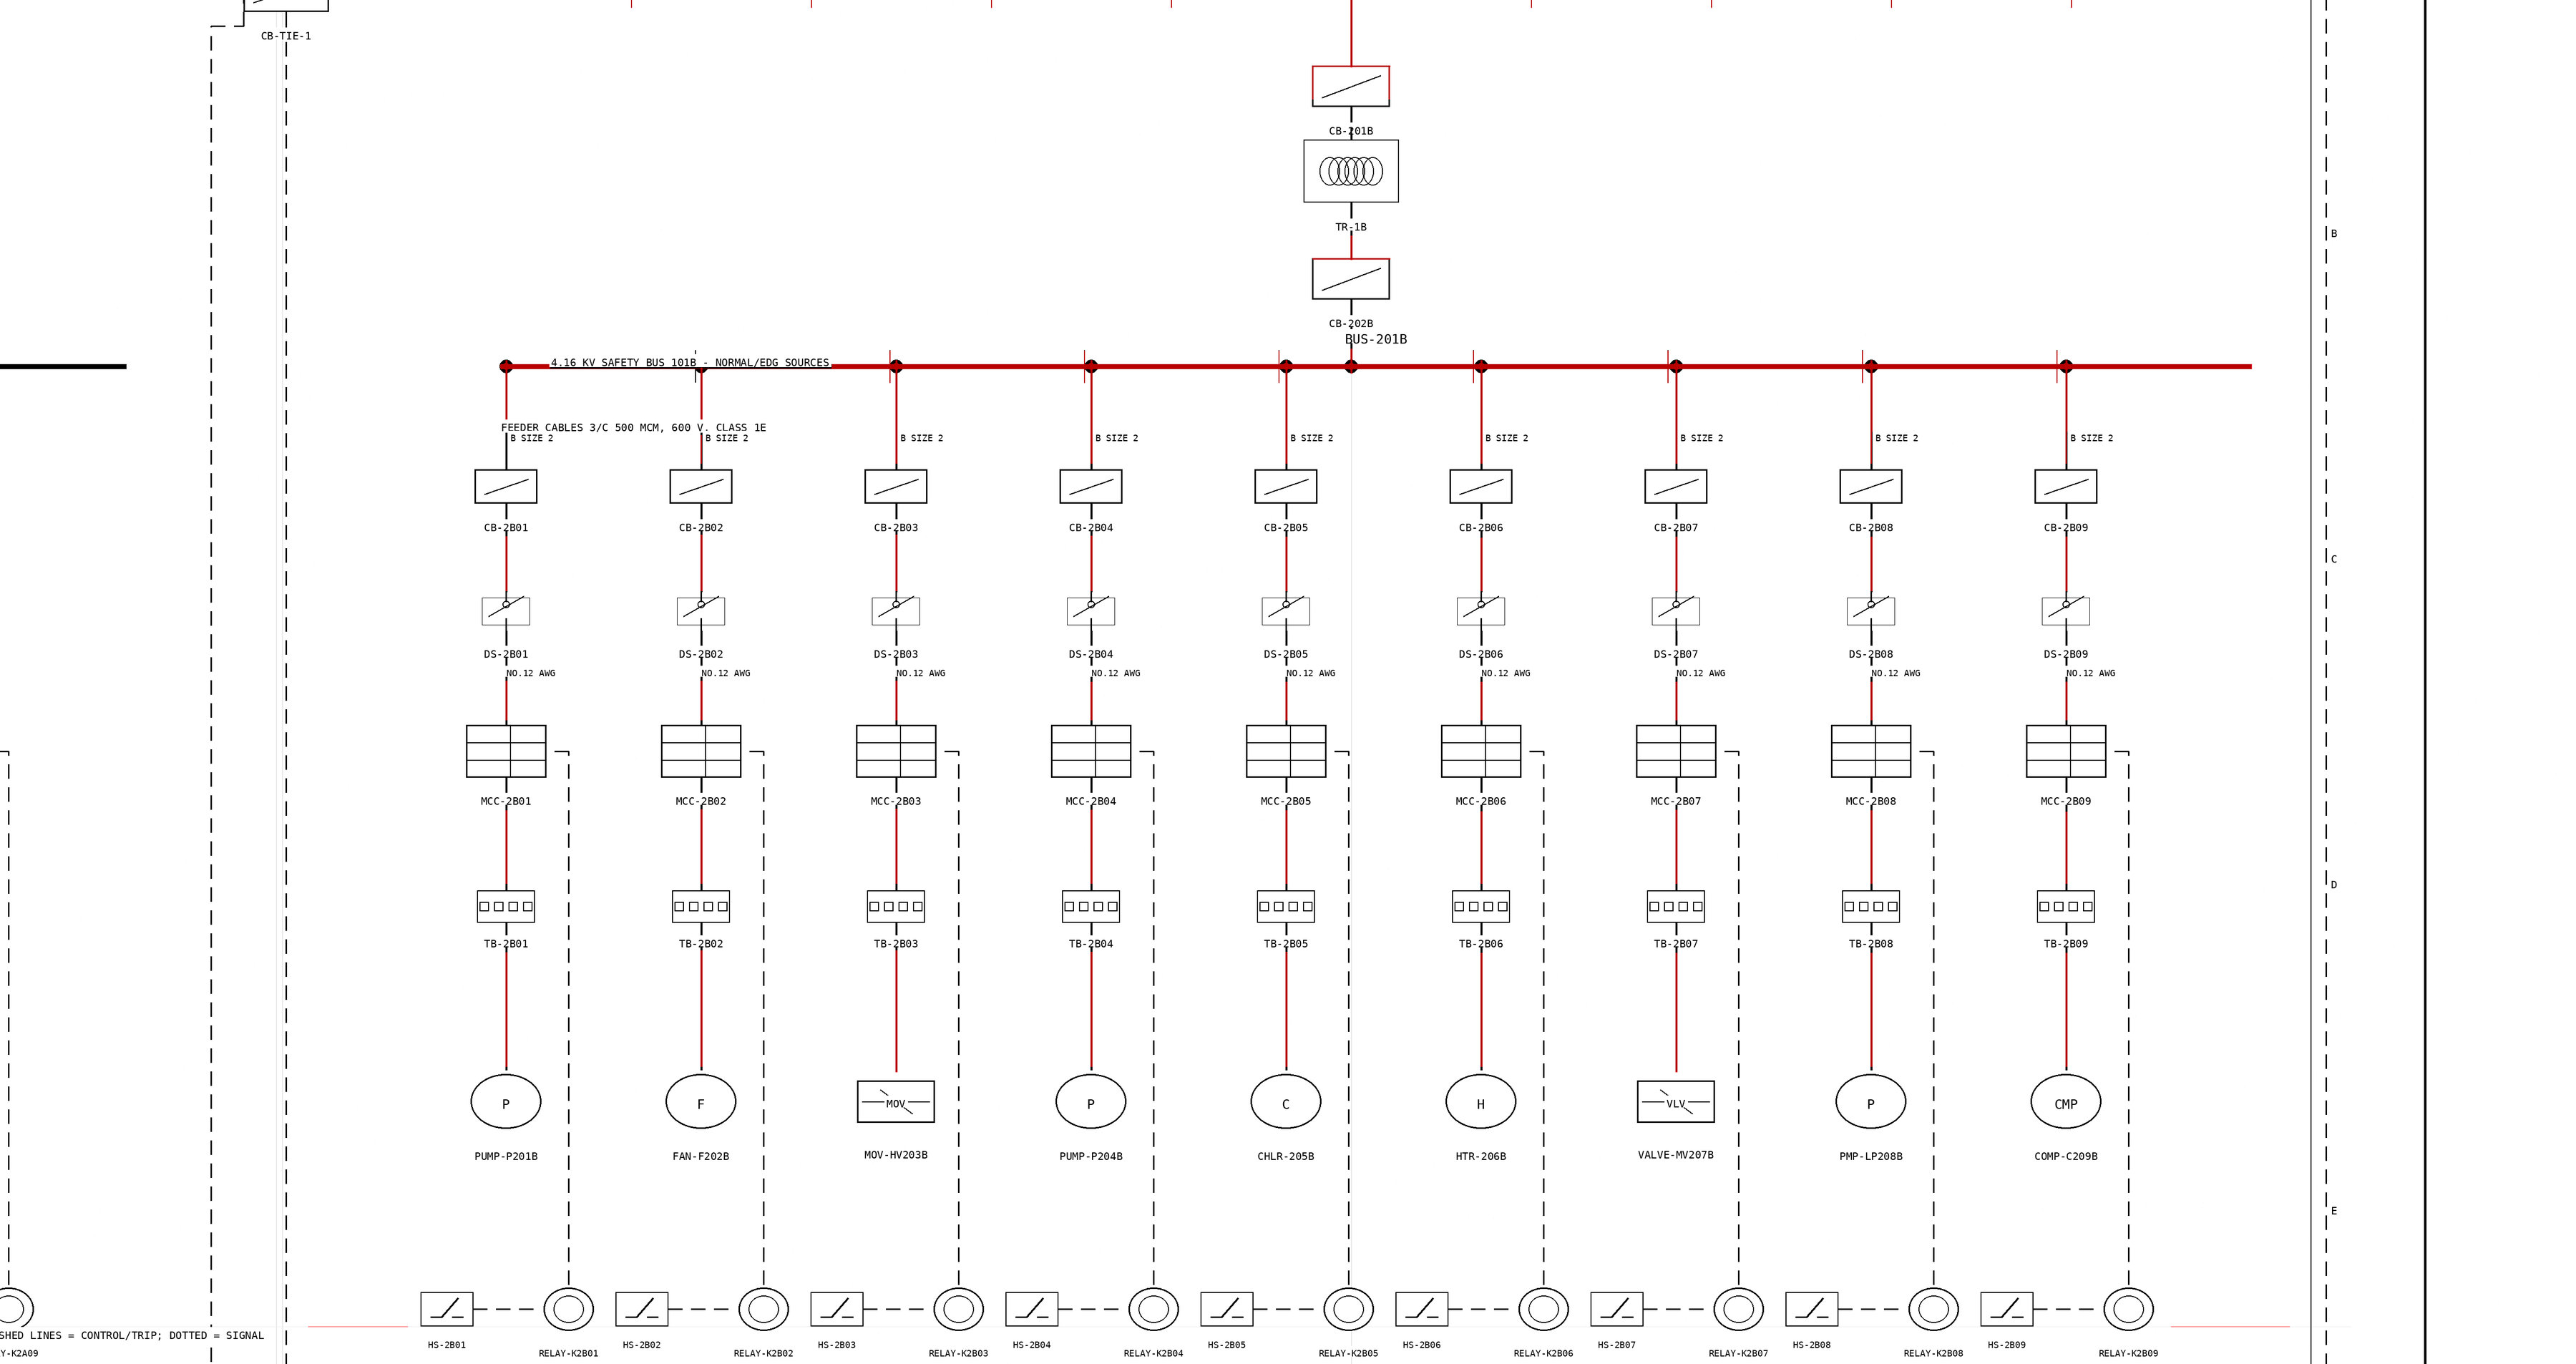 CB-TIE-1
CB-201B
TR-1B
B
CB-202B
BUS-201B
4.16 KV SAFETY BUS 101B - NORMAL/EDG SOURCES
FEEDER CABLES 3/C 500 MCM, 600 V. CLASS 1E
B SIZE 2 B SIZE 2 B SIZE 2 B SIZE 2 B SIZE 2 B SIZE 2 B SIZE 2 B SIZE 2 B SIZE 2
CB-2B01 CB-2B02 CB-2B03 CB-2B04 CB-2B05 CB-2B06 CB-2B07 CB-2B08 CB-2B09
C
DS-2B01 DS-2B02 DS-2B03 DS-2B04 DS-2B05 DS-2B06 DS-2B07 DS-2B08 DS-2B09
NO.12 AWG NO.12 AWG NO.12 AWG NO.12 AWG NO.12 AWG NO.12 AWG NO.12 AWG NO.12 AWG NO.12 AWG
MCC-2B01 MCC-2B02 MCC-2B03 MCC-2B04 MCC-2B05 MCC-2B06 MCC-2B07 MCC-2B08 MCC-2B09
D
TB-2B01 TB-2B02 TB-2B03 TB-2B04 TB-2B05 TB-2B06 TB-2B07 TB-2B08 TB-2B09
P F MOV P C H VLV P CMP
PUMP-P201B FAN-F202B MOV-HV203B PUMP-P204B CHLR-205B HTR-206B VALVE-MV207B PMP-LP208B COMP-C209B
E
SHED LINES = CONTROL/TRIP; DOTTED = SIGNAL
HS-2B01 HS-2B02 HS-2B03 HS-2B04 HS-2B05 HS-2B06 HS-2B07 HS-2B08 HS-2B09
Y-K2A09 RELAY-K2B01 RELAY-K2B02 RELAY-K2B03 RELAY-K2B04 RELAY-K2B05 RELAY-K2B06 RELAY-K2B07 RELAY-K2B08 RELAY-K2B09